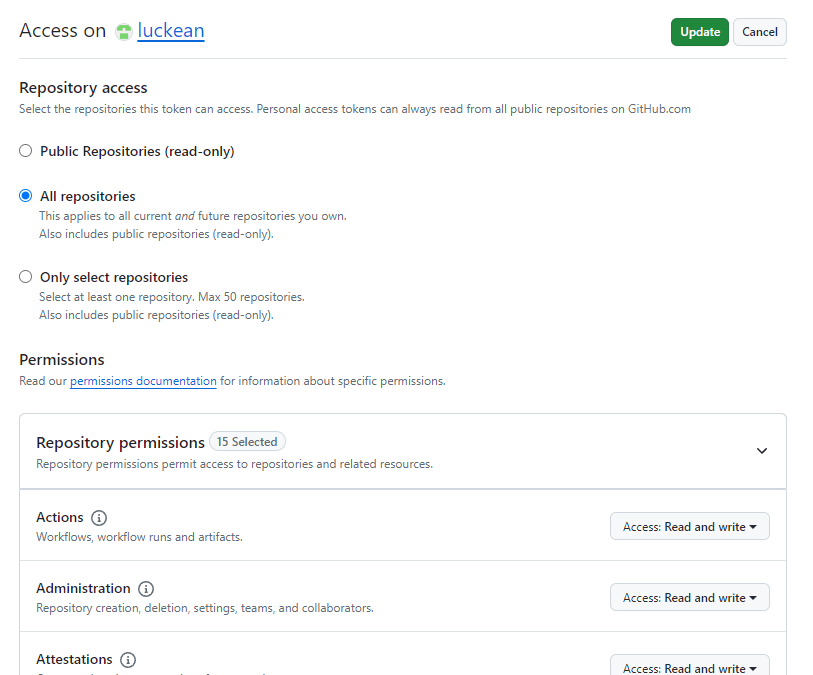 Access on luckean
Update
Cancel
Repository access
Select the repositories this token can access. Personal access tokens can always read from all public repositories on GitHub.com
Public Repositories (read-only)
All repositories
This applies to all current and future repositories you own.
Also includes public repositories (read-only).
Only select repositories
Select at least one repository. Max 50 repositories.
Also includes public repositories (read-only).
Permissions
Read our permissions documentation for information about specific permissions.
Repository permissions 15 Selected
Repository permissions permit access to repositories and related resources.
Actions
Access: Read and write
Workflows, workflow runs and artifacts.
Administration
Access: Read and write
Repository creation, deletion, settings, teams, and collaborators.
Attestations
Access: Read and write